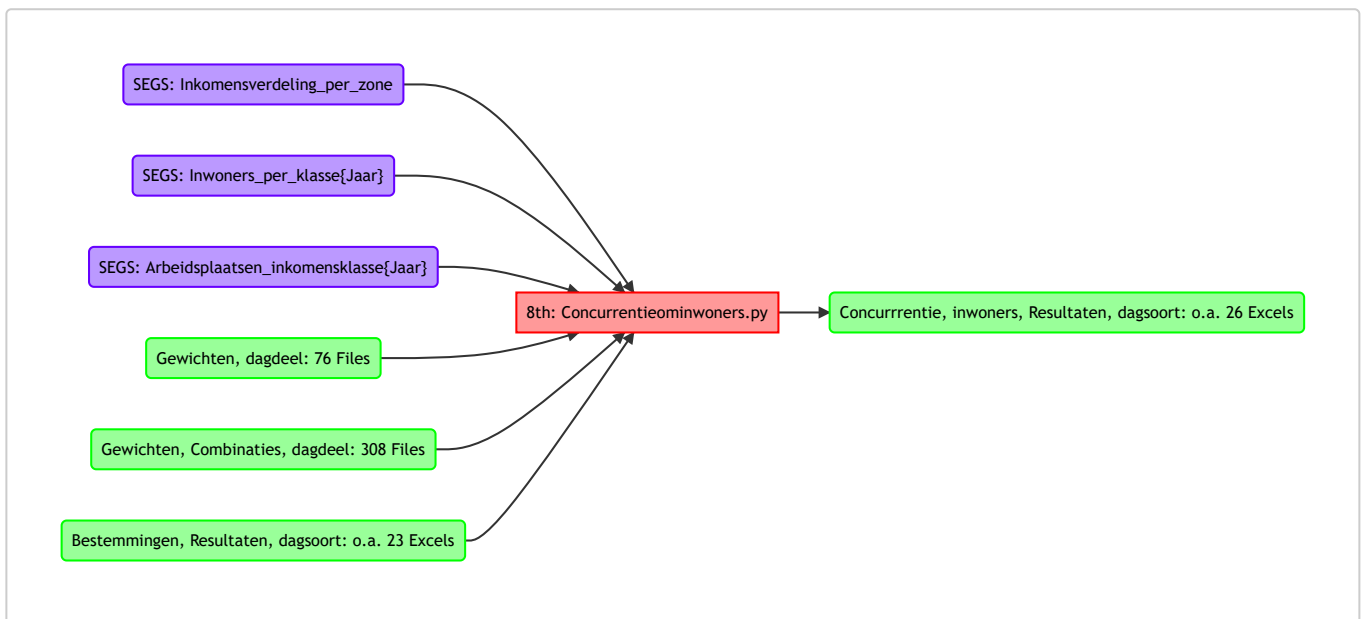 SEGS: Inkomensverdeling_per_zone
SEGS: Inwoners_per_klasse{Jaar}
SEGS: Arbeidsplaatsen_inkomensklasse{Jaar}
Gewichten, dagdeel: 76 Files
Gewichten, Combinaties, dagdeel: 308 Files
Bestemmingen, Resultaten, dagsoort: o.a. 23 Excels
8th: Concurrentieominwoners.py
Concurrrentie, inwoners, Resultaten, dagsoort: o.a. 26 Excels